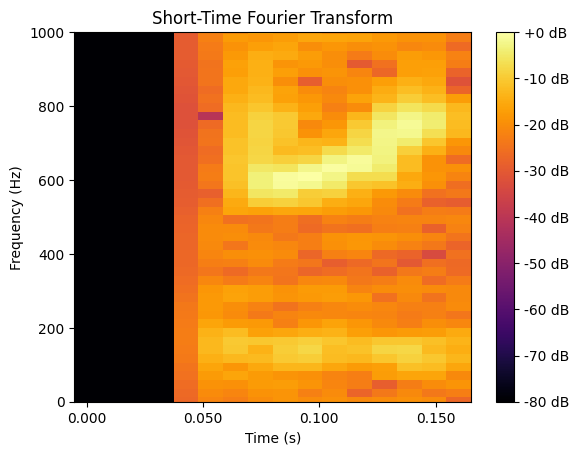 Short-Time Fourier Transform
1000
800
600
400
200
0
Frequency (Hz)
0.000
0.050
0.100
0.150
Time (s)
+0 dB
-10 dB
-20 dB
-30 dB
-40 dB
-50 dB
-60 dB
-70 dB
-80 dB